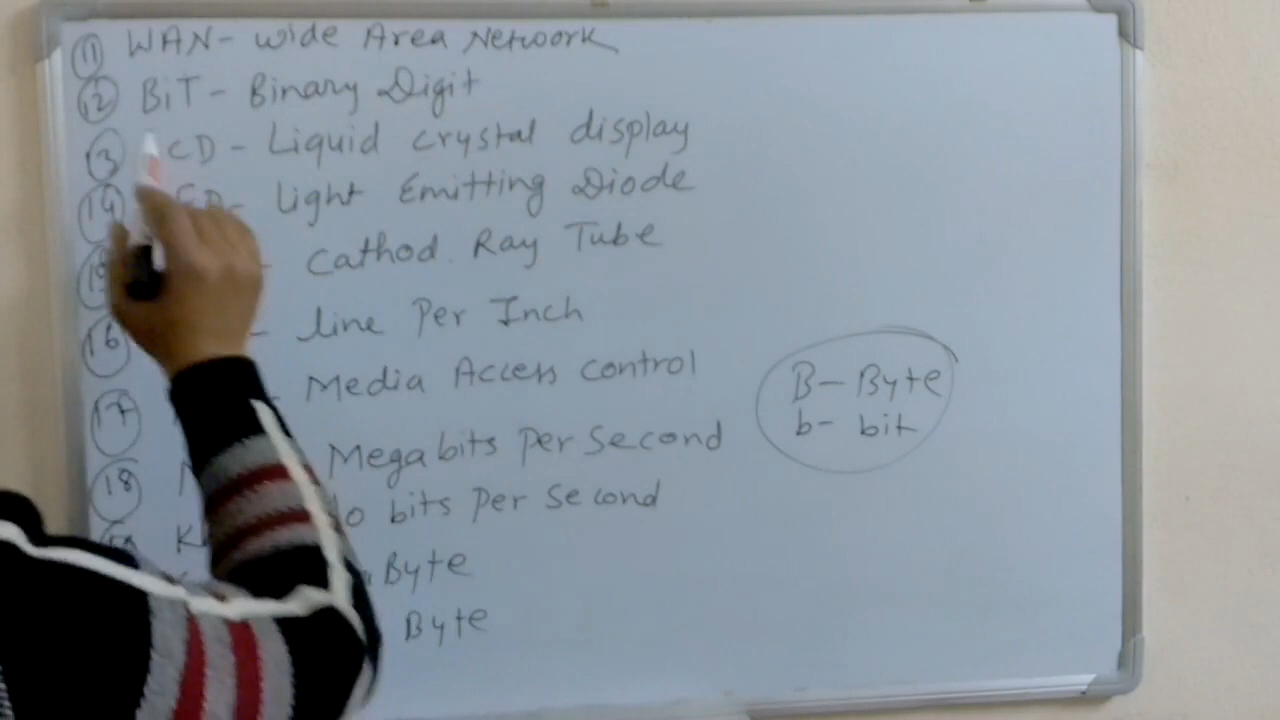 11 WAN- wide Area Network
12 BiT - Binary Digit
13 CD - Liquid crystal display
14 ED- Light Emitting Diode
- Cathod. Ray Tube
16 - line Per Inch
17 - Media Access control
18 Megabits Per Second
bits Per Second
Byte
Byte
B- Byte
b- bit